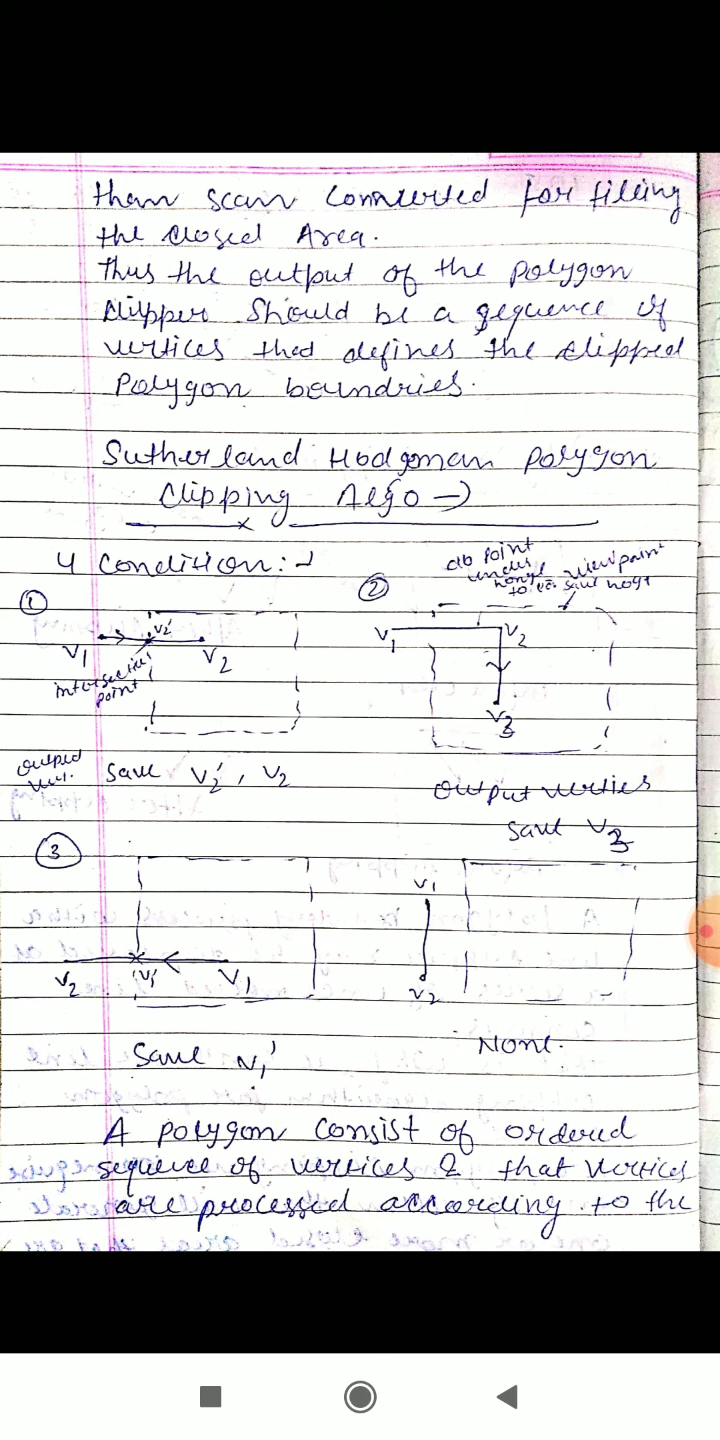 then scan converted for filling
the closed Area.
Thus the output of the polygon
clipper should be a sequence of
vertices that defines the clipped
Polygon boundries.
Sutherland Hodgeman Polygon
Clipping Algo →
4 Condition:→
① ②
V1 V2' V2
intersection
point
V1 V2
V3
output
save V2', V2
output verties
save V3
③
V2 V1' V1
V1
V2
Save V1'
None.
A polygon consist of ordered
sequence of vertices & that vertices
are processed according to the